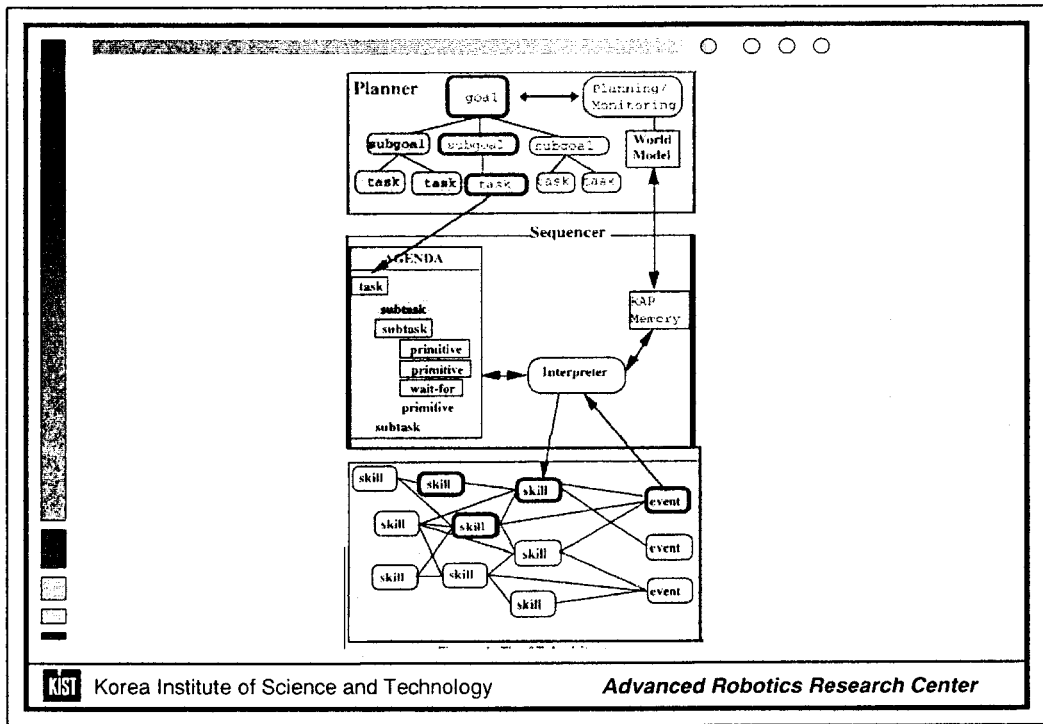 Planner
goal
Planning/
Monitoring
subgoal
subgoal
subgoal
World
Model
task
task
task
task
task
Sequencer
AGENDA
task
subtask
subtask
primitive
primitive
wait-for
primitive
subtask
RAP
Memory
Interpreter
skill
skill
skill
event
skill
skill
skill
event
skill
skill
skill
event
KIST Korea Institute of Science and Technology
Advanced Robotics Research Center